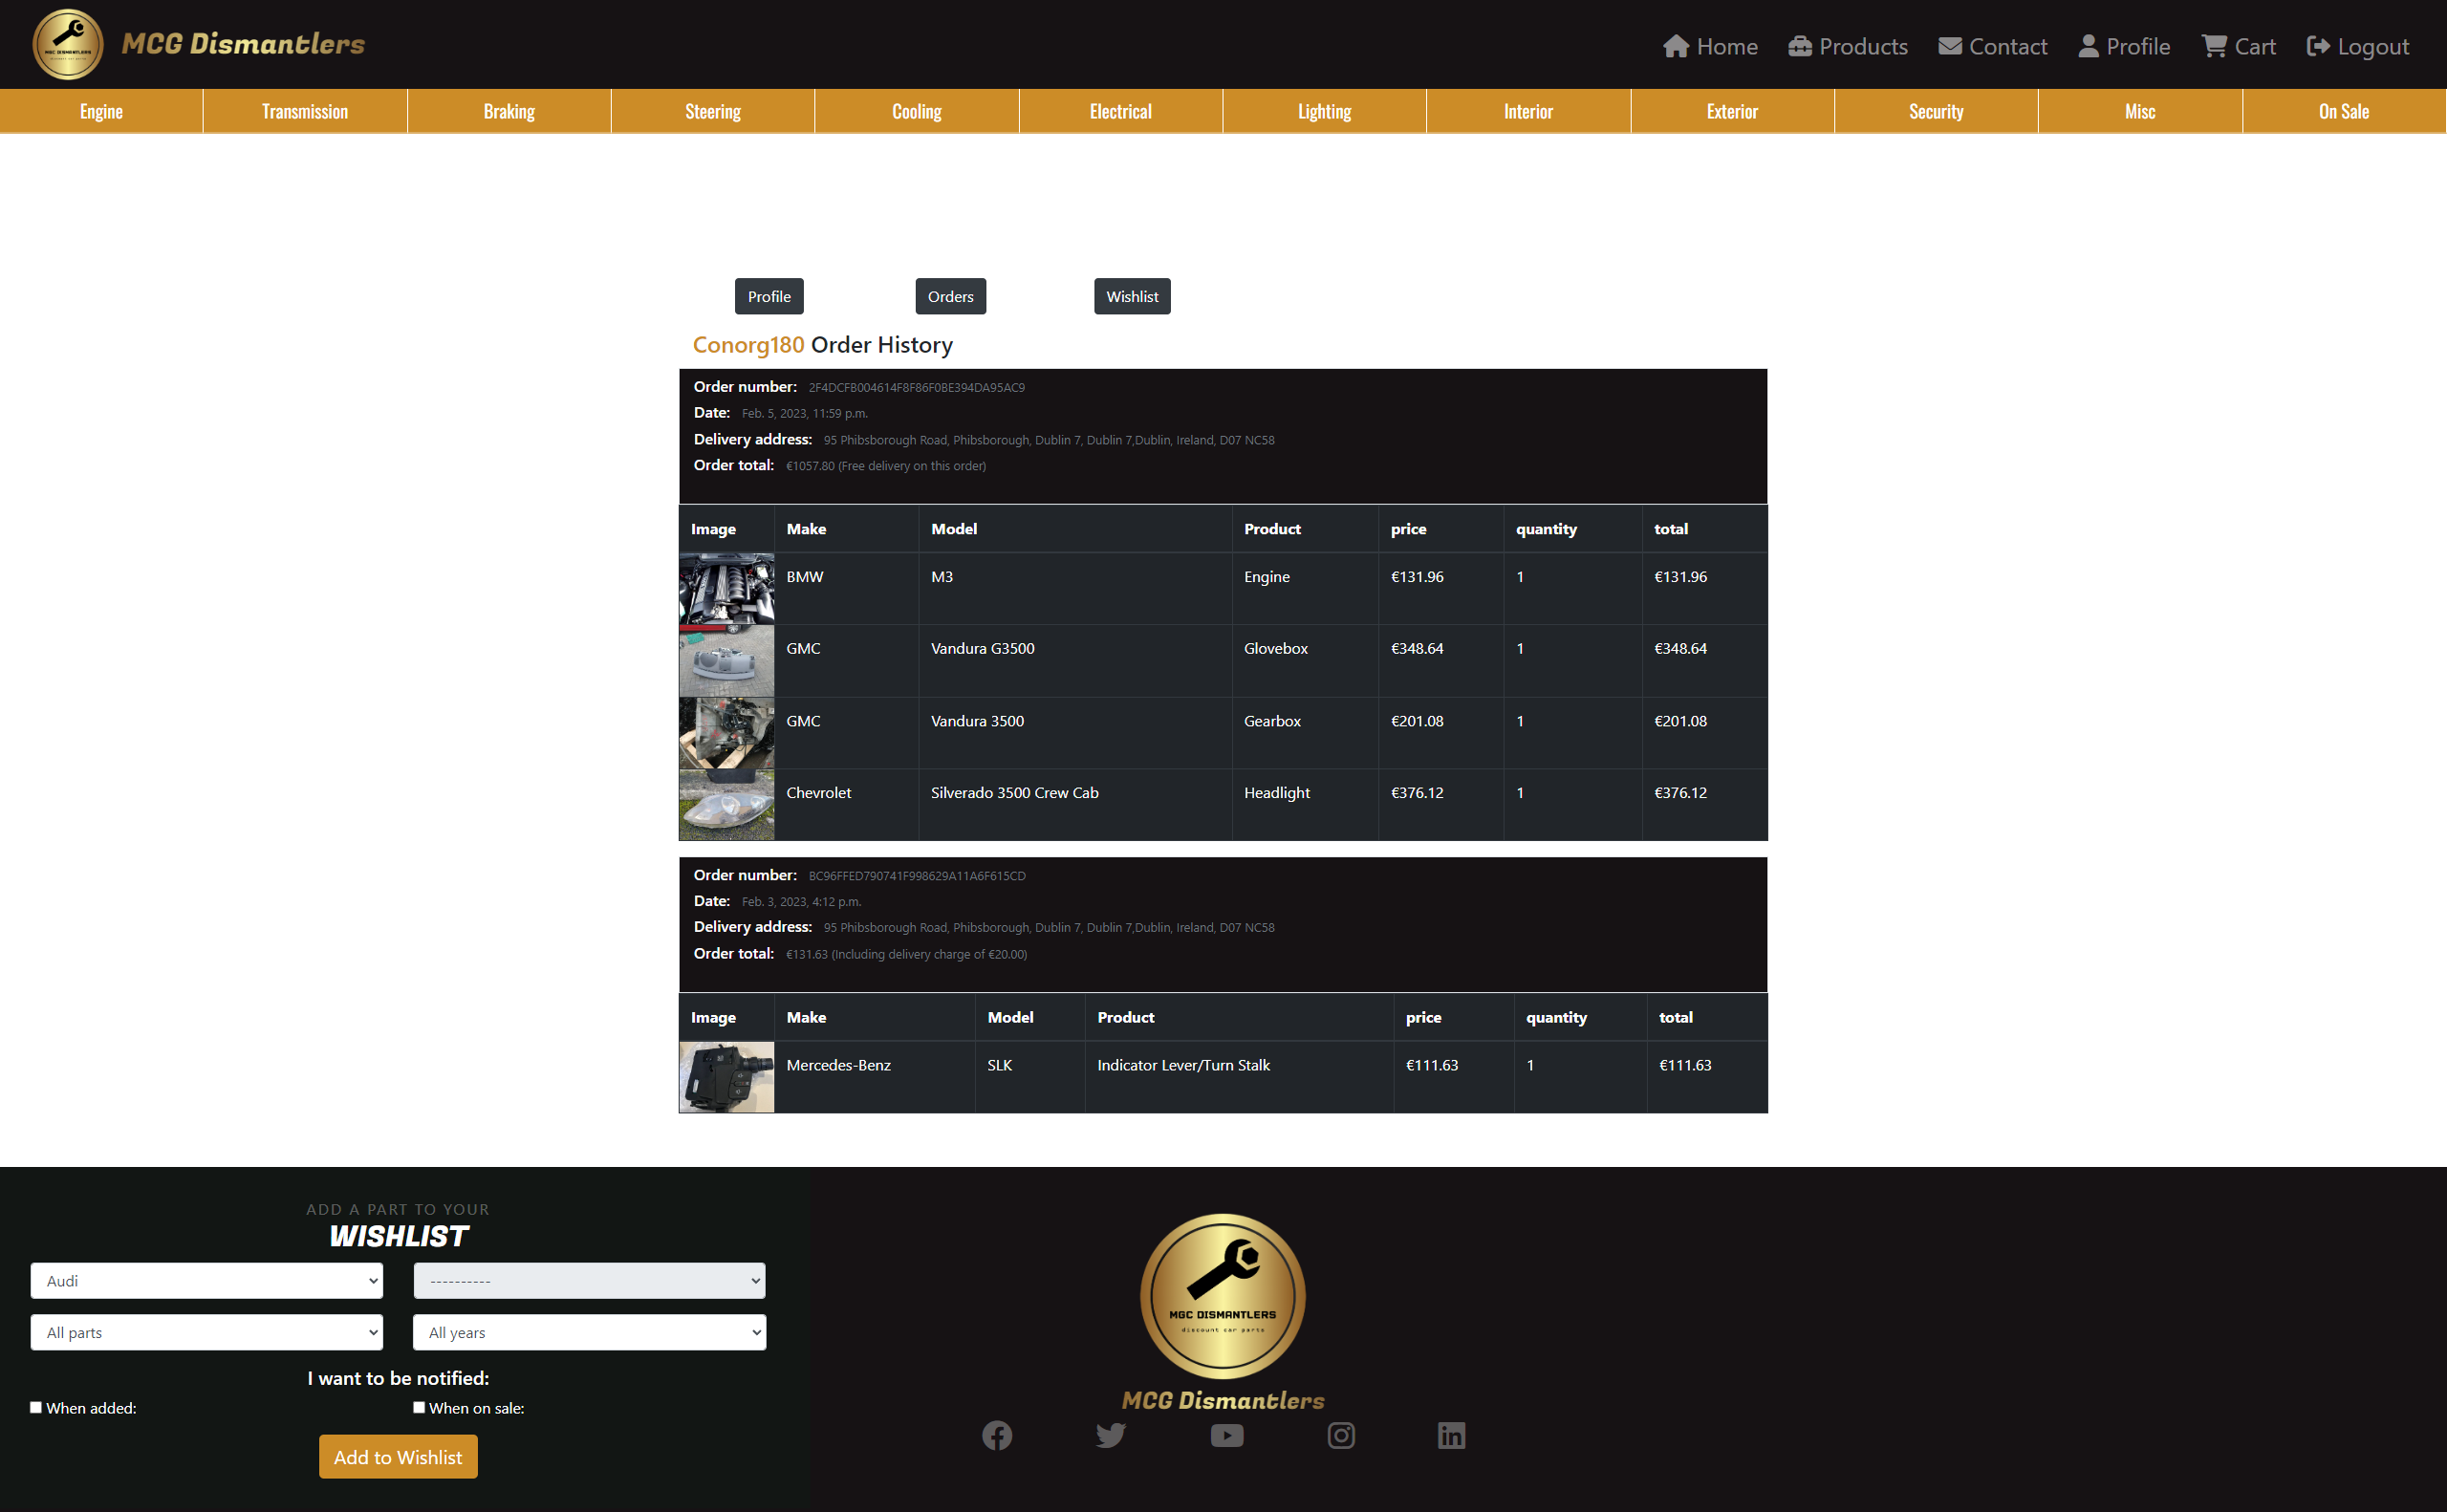 MCG Dismantlers
Home Products Contact Profile Cart Logout
Engine Transmission Braking Steering Cooling Electrical Lighting Interior Exterior Security Misc On Sale
Profile Orders Wishlist
Conorg180 Order History
Order number: 2F4DCFB004614F8F86F0BE394DA95AC9
Date: Feb. 5, 2023, 11:59 p.m.
Delivery address: 95 Phibsborough Road, Phibsborough, Dublin 7, Dublin 7,Dublin, Ireland, D07 NC58
Order total: €1057.80 (Free delivery on this order)
Image Make Model Product price quantity total
BMW M3 Engine €131.96 1 €131.96
GMC Vandura G3500 Glovebox €348.64 1 €348.64
GMC Vandura 3500 Gearbox €201.08 1 €201.08
Chevrolet Silverado 3500 Crew Cab Headlight €376.12 1 €376.12
Order number: BC96FFED790741F998629A11A6F615CD
Date: Feb. 3, 2023, 4:12 p.m.
Delivery address: 95 Phibsborough Road, Phibsborough, Dublin 7, Dublin 7,Dublin, Ireland, D07 NC58
Order total: €131.63 (Including delivery charge of €20.00)
Image Make Model Product price quantity total
Mercedes-Benz SLK Indicator Lever/Turn Stalk €111.63 1 €111.63
ADD A PART TO YOUR
WISHLIST
Audi ----------
All parts All years
I want to be notified:
When added: When on sale:
Add to Wishlist
MGC DISMANTLERS
discount car parts
MCG Dismantlers